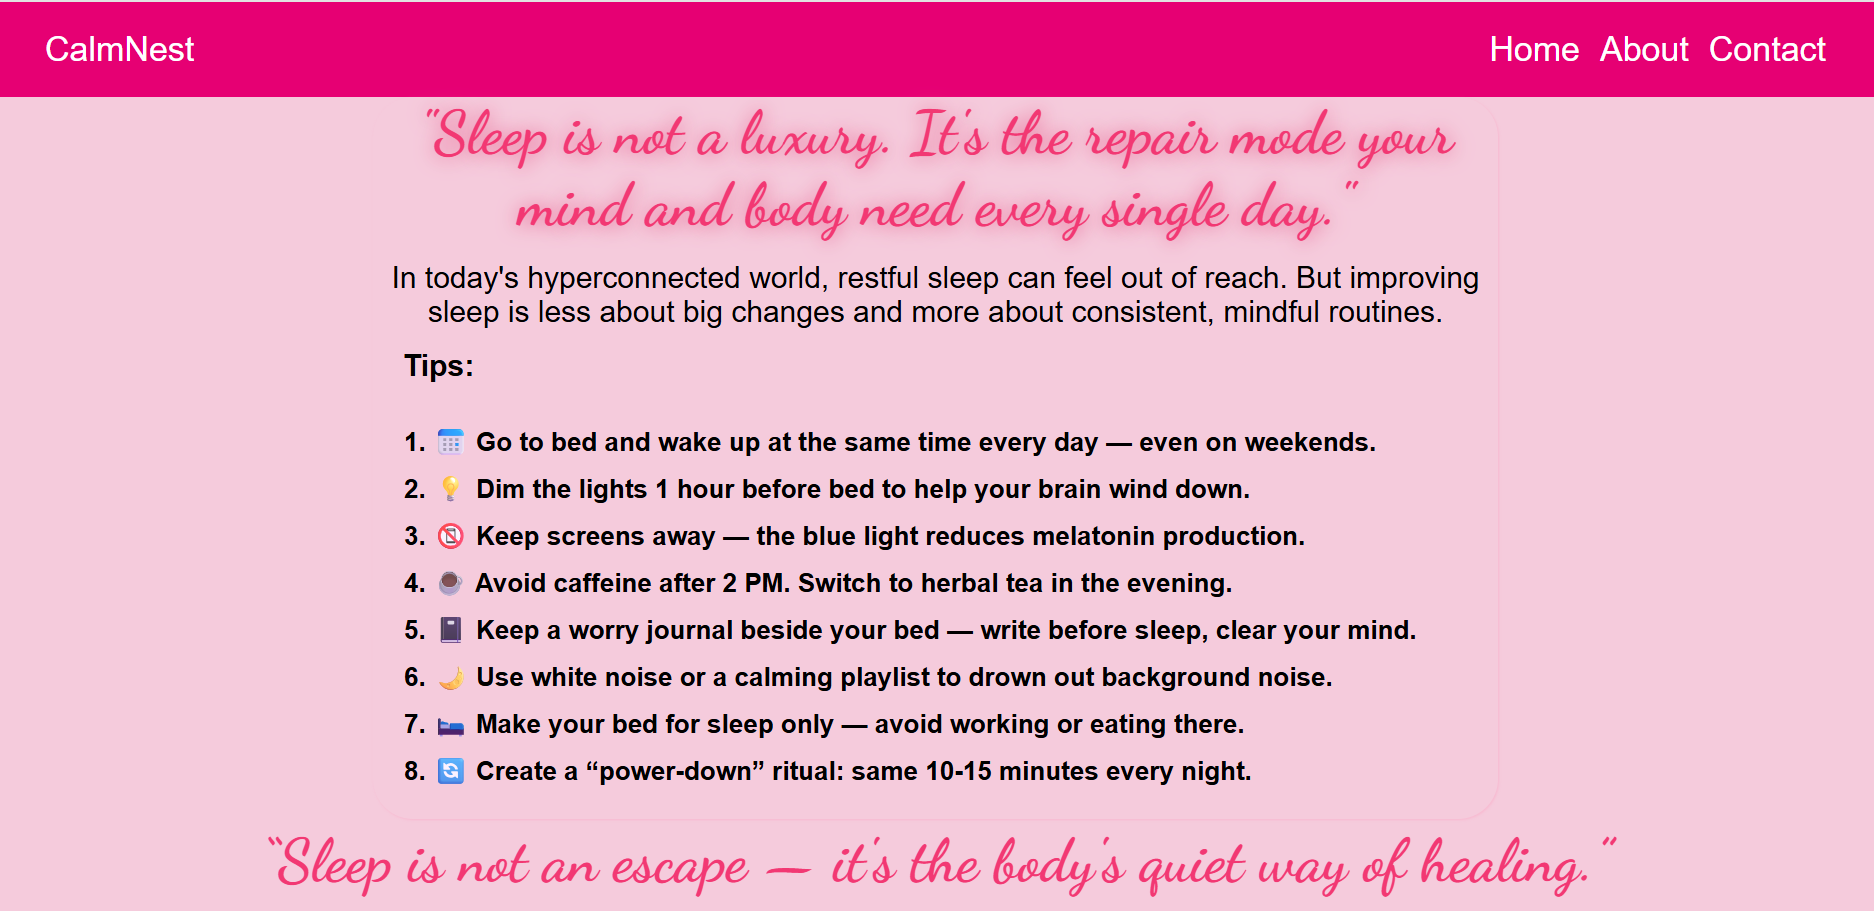 CalmNest
Home About Contact
"Sleep is not a luxury. It's the repair mode your
mind and body need every single day."
In today's hyperconnected world, restful sleep can feel out of reach. But improving
sleep is less about big changes and more about consistent, mindful routines.
Tips:
1. 🗓️ Go to bed and wake up at the same time every day — even on weekends.
2. 💡 Dim the lights 1 hour before bed to help your brain wind down.
3. 📵 Keep screens away — the blue light reduces melatonin production.
4. ☕ Avoid caffeine after 2 PM. Switch to herbal tea in the evening.
5. 📓 Keep a worry journal beside your bed — write before sleep, clear your mind.
6. 🌙 Use white noise or a calming playlist to drown out background noise.
7. 🛏️ Make your bed for sleep only — avoid working or eating there.
8. 🔄 Create a “power-down” ritual: same 10-15 minutes every night.
“Sleep is not an escape — it's the body's quiet way of healing.”